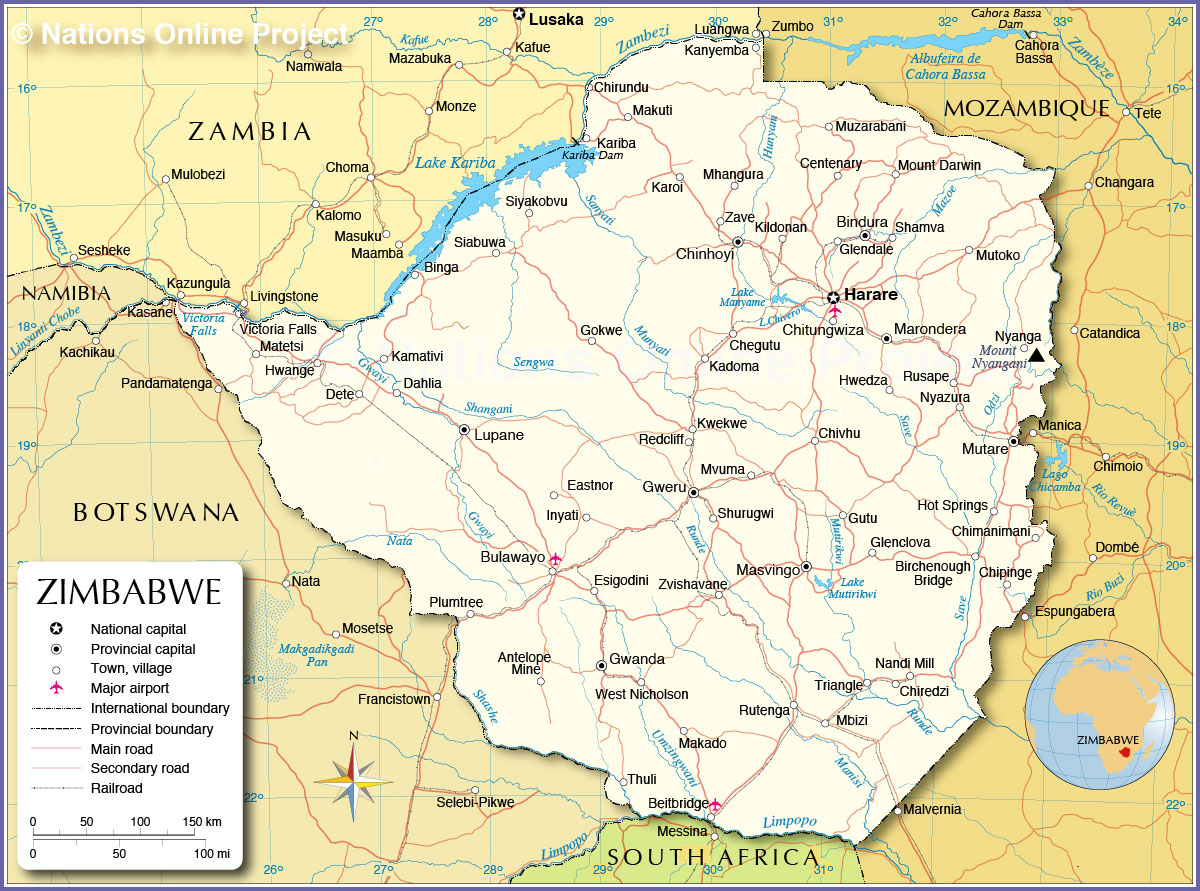 © Nations Online Project
27°
28°
29°
30°
31°
32°
33°
34°
Lusaka
Kafue
Kafue
Namwala
Mazabuka
Zambezi
Luangwa
Zumbo
Kanyemba
Cahora Bassa
Dam
Cahora
Bassa
Zambeze
Albufeira de
Cahora Bassa
16°
16°
Monze
Chirundu
Makuti
MOZAMBIQUE
Tete
ZAMBIA
Hunyani
Muzarabani
Kariba
Kariba Dam
Lake Kariba
Choma
Mulobezi
Centenary
Mount Darwin
Mhangura
Karoi
Changara
Mazoe
17°
17°
Siyakobvu
Sanyati
Kalomo
Zave
Kildonan
Bindura
Shamva
Masuku
Maamba
Siabuwa
Chinhoyi
Glendale
Mutoko
Zambezi
Sesheke
Binga
Kazungula
Livingstone
NAMIBIA
Kasane
Victoria
Falls
Victoria Falls
Lake
Manyame
Harare
L.Chivero
Chitungwiza
Linyanti Chobe
18°
18°
Kachikau
Matetsi
Hwange
Kamativi
Gwayi
Gokwe
Munyati
Sengwa
Chegutu
Kadoma
Marondera
Nyanga
Mount
Nyangani
Catandica
Pandamatenga
Dahlia
Dete
Hwedza
Rusape
Nyazura
Odzi
Shangani
Save
Lupane
Kwekwe
Redcliff
Chivhu
Manica
Mutare
19°
19°
Chimoio
Lago
Chicamba
Mvuma
Eastnor
Gweru
Rio Revuè
BOTSWANA
Inyati
Shurugwi
Gutu
Hot Springs
Chimanimani
Gwayi
Nata
Runde
Mutirikwi
Glenclova
Bulawayo
Masvingo
Birchenough
Bridge
Chipinge
Dombé
20°
Esigodini
Zvishavane
Lake
Mutirikwi
Rio Buzi
Nata
Plumtree
Save
Espungabera
ZIMBABWE
National capital
Provincial capital
Town, village
Major airport
International boundary
Provincial boundary
Main road
Secondary road
Railroad
0
50
100
150 km
0
50
100 mi
Mosetse
Makgadikgadi
Pan
21°
21°
Antelope
Mine
Gwanda
West Nicholson
Nandi Mill
Triangle
Chiredzi
Francistown
Shashe
Rutenga
Mbizi
Runde
Umzingwani
Makado
Manisi
ZIMBABWE
N
Thuli
Selebi-Pikwe
22°
22°
Beitbridge
Malvernia
Messina
Limpopo
Limpopo
SOUTH AFRICA
26°
27°
28°
29°
30°
31°